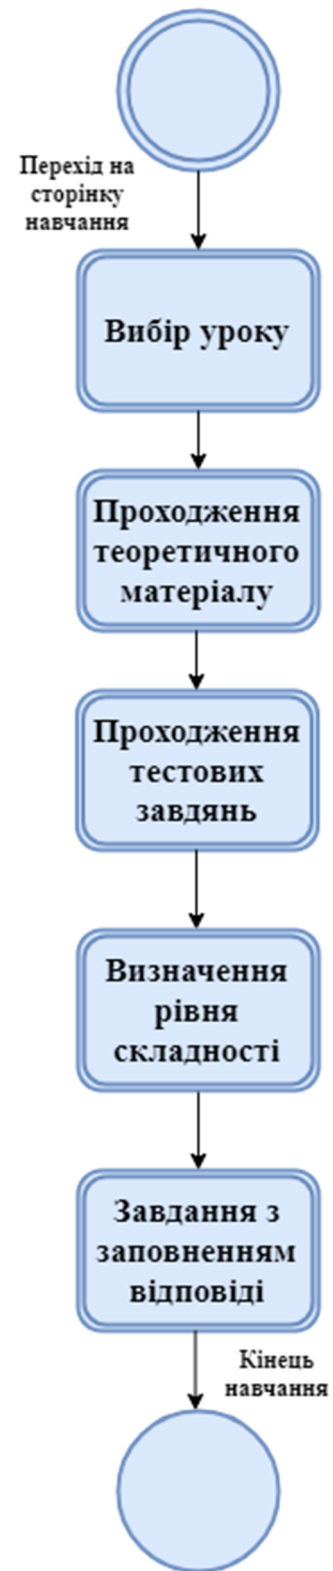 Перехід на
сторінку
навчання
Вибір уроку
Проходження
теоретичного
матеріалу
Проходження
тестових
завдянь
Визначення
рівня
складності
Завдання з
заповненням
відповіді
Кінець
навчання